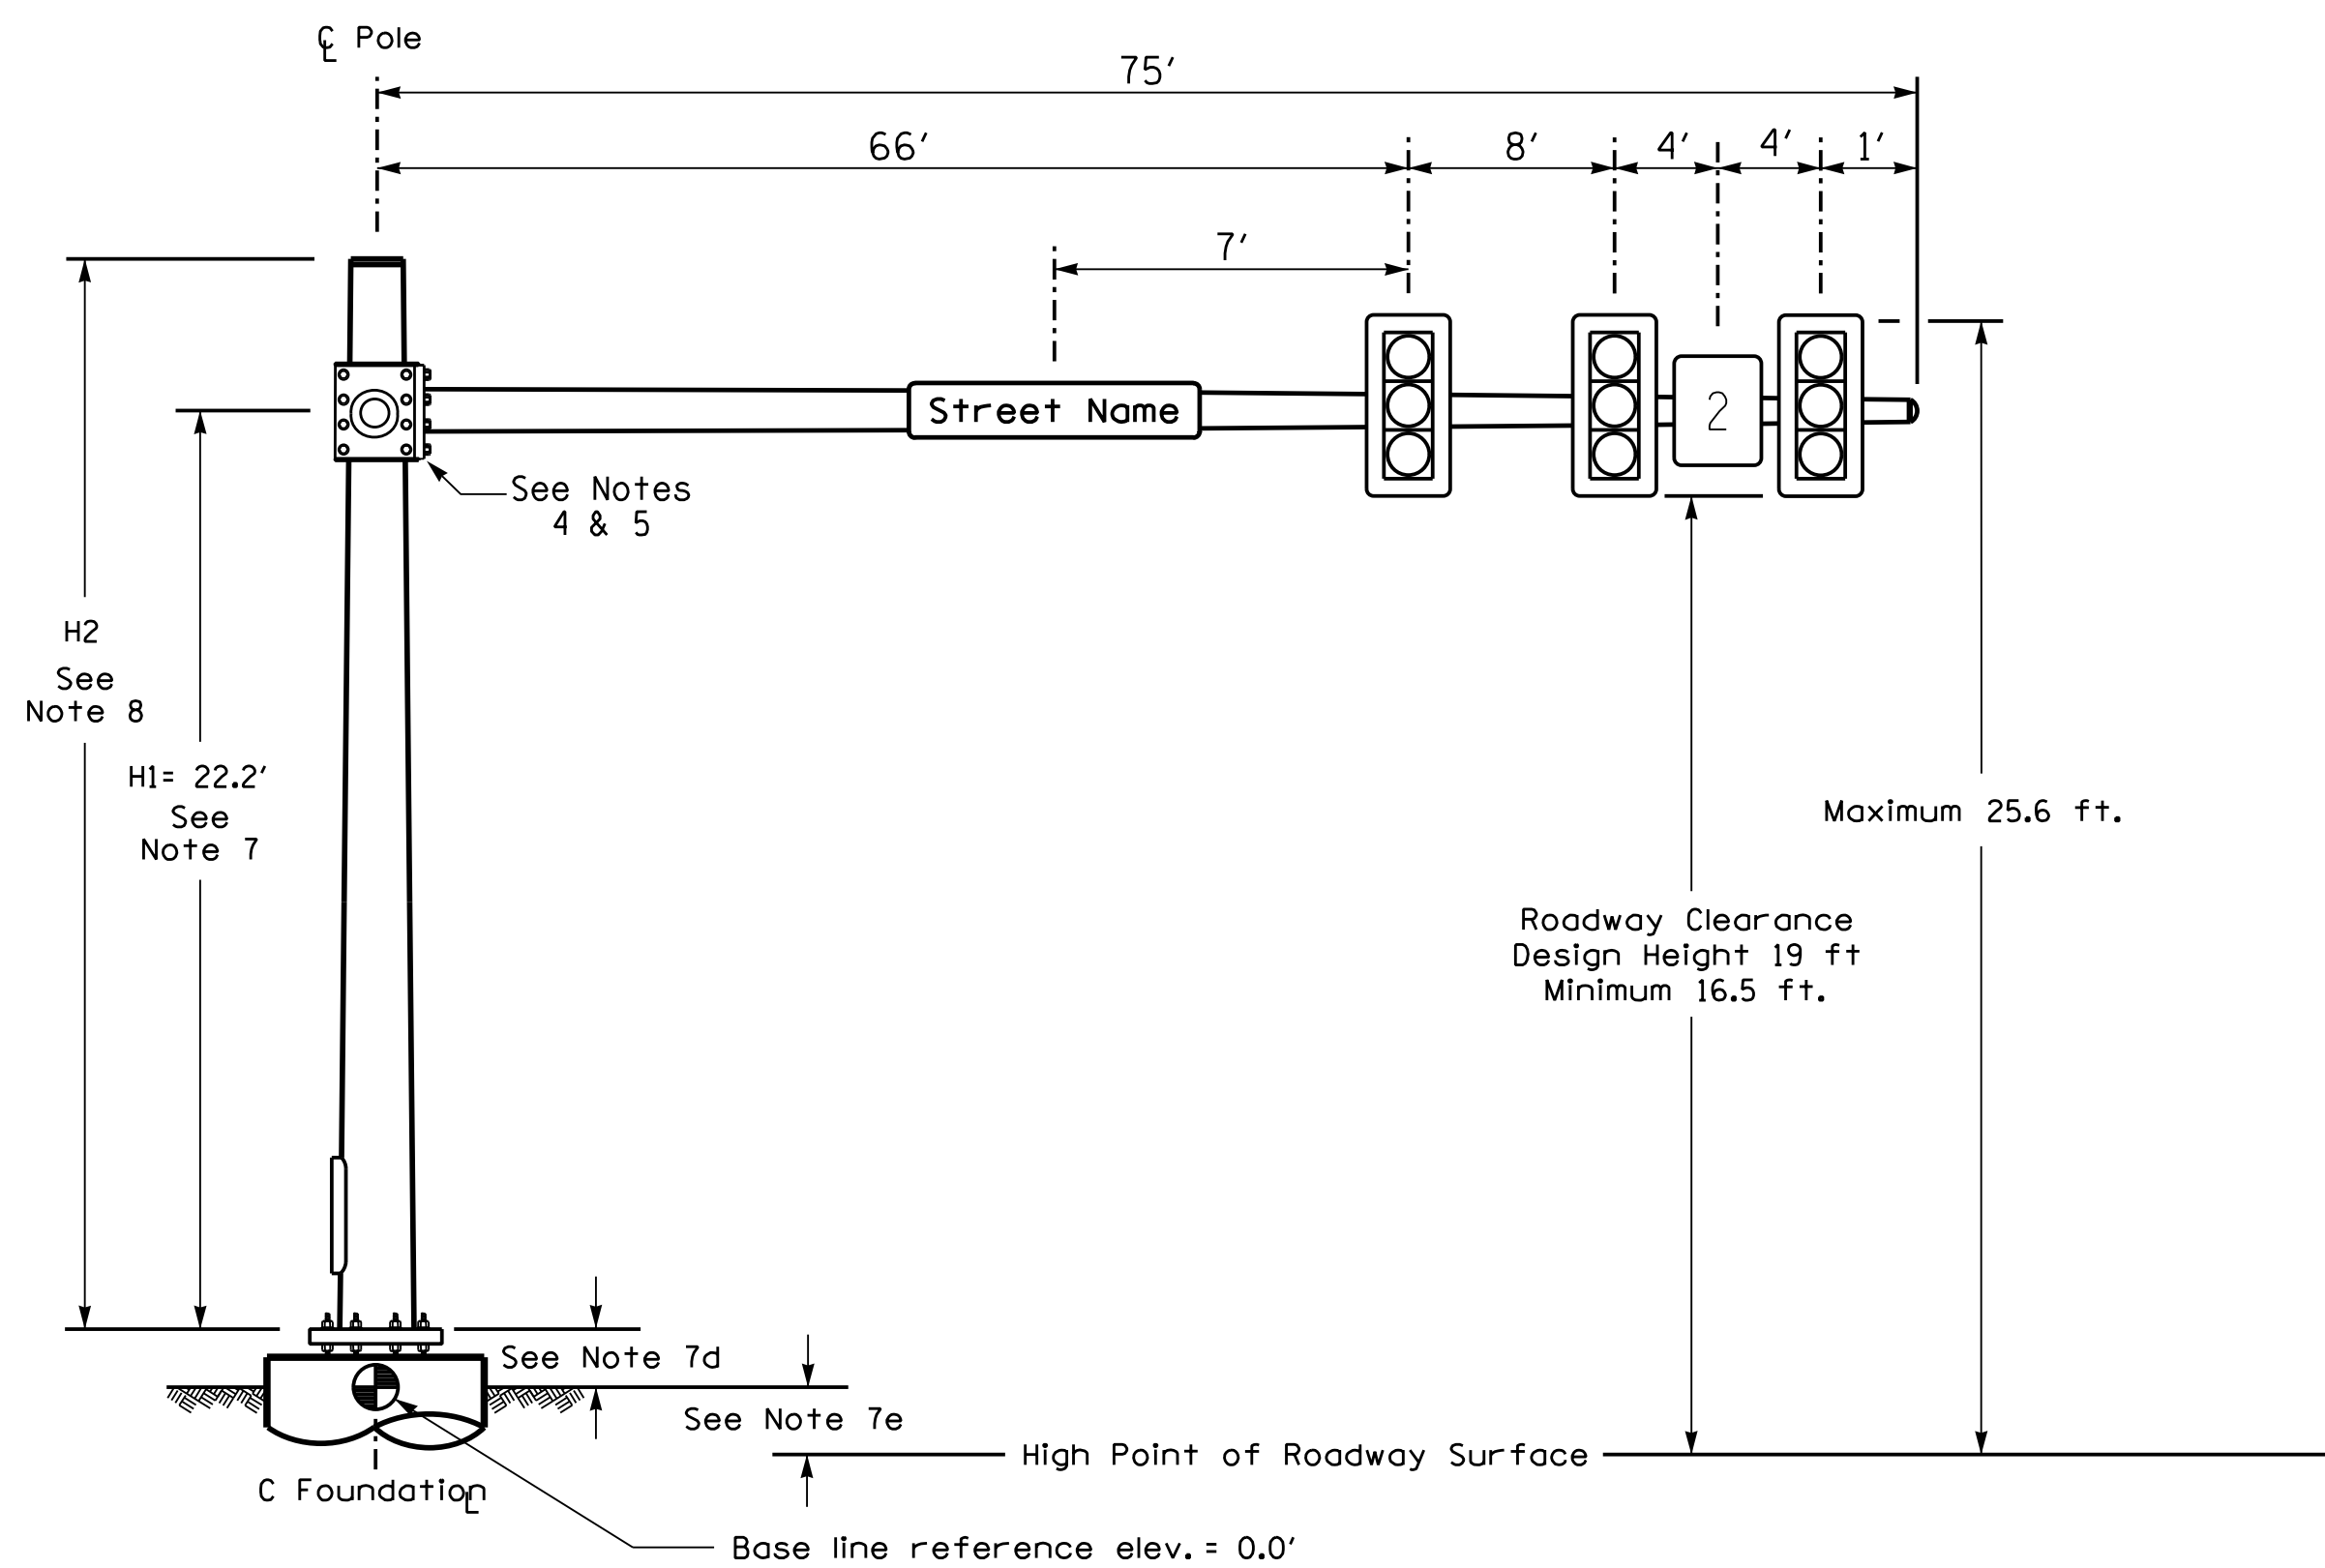 ℄ Pole
75'
66'
8'
4'
4'
1'
7'
Street Name
2
See Notes
4 & 5
H2
See
Note 8
H1= 22.2'
See
Note 7
Maximum 25.6 ft.
Roadway Clearance
Design Height 19 ft
Minimum 16.5 ft.
See Note 7d
See Note 7e
High Point of Roadway Surface
C Foundation
L
Base line reference elev. = 0.0'